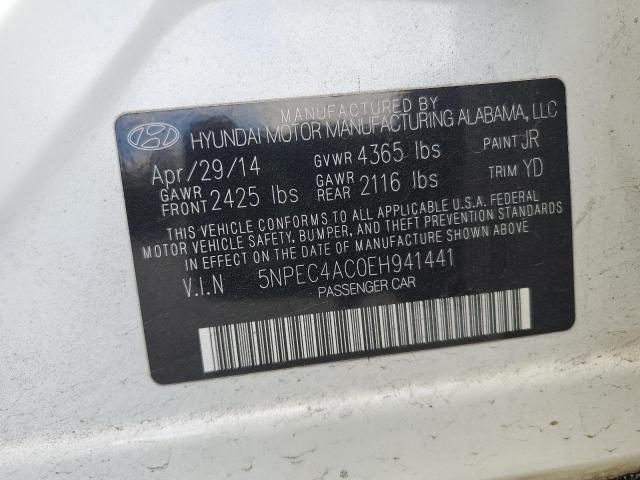 MANUFACTURED BY
HYUNDAI MOTOR MANUFACTURING ALABAMA, LLC
Apr/29/14 GVWR 4365 lbs PAINT JR
GAWR FRONT 2425 lbs GAWR REAR 2116 lbs TRIM YD
THIS VEHICLE CONFORMS TO ALL APPLICABLE U.S.A. FEDERAL
MOTOR VEHICLE SAFETY, BUMPER, AND THEFT PREVENTION STANDARDS
IN EFFECT ON THE DATE OF MANUFACTURE SHOWN ABOVE
V.I.N 5NPEC4AC0EH941441
PASSENGER CAR